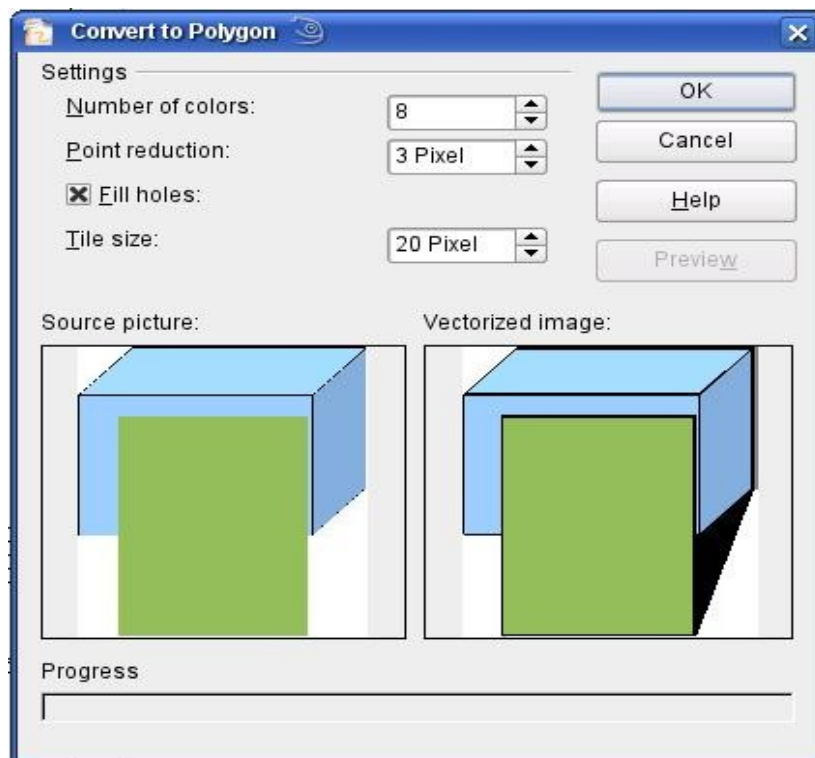 Convert to Polygon
Settings
Number of colors: 8
Point reduction: 3 Pixel
Fill holes:
Tile size: 20 Pixel
OK
Cancel
Help
Preview
Source picture:
Vectorized image:
Progress